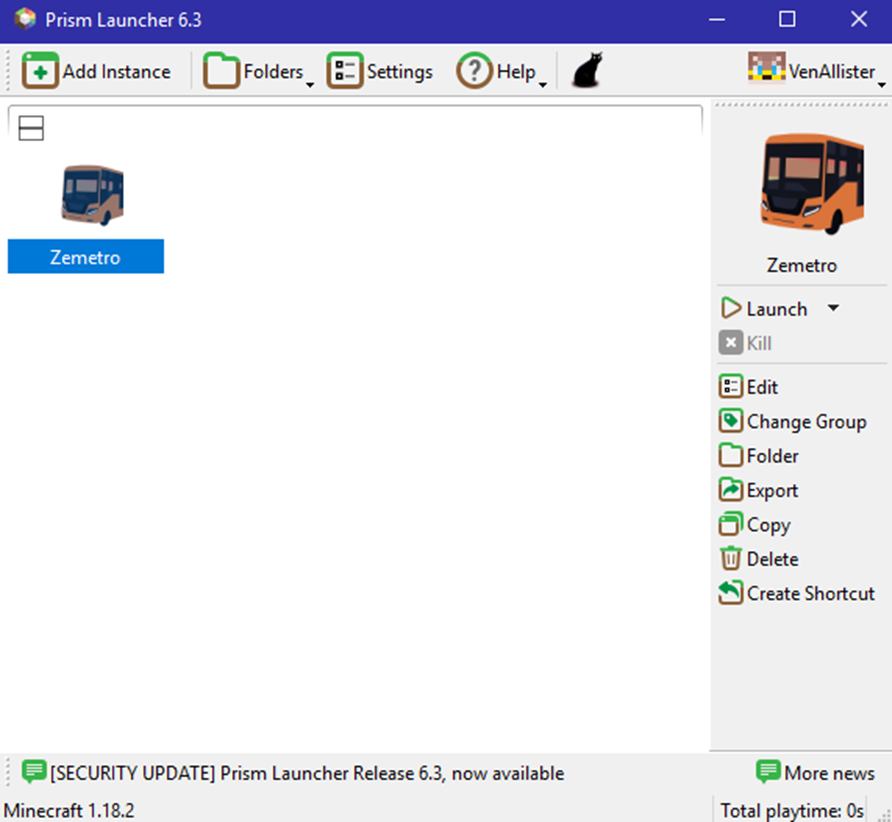 Prism Launcher 6.3
Add Instance
Folders
Settings
Help
VenAllister
Zemetro
Zemetro
Launch
Kill
Edit
Change Group
Folder
Export
Copy
Delete
Create Shortcut
[SECURITY UPDATE] Prism Launcher Release 6.3, now available
More news
Minecraft 1.18.2
Total playtime: 0s